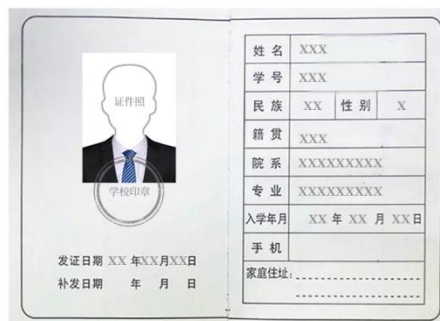 证件照
学校印章
发证日期 XX 年XX月XX日
补发日期 年 月 日
姓名 XXX
学号 XXX
民族 XX 性别 X
籍贯 XXX
院系 XXXXXXXXX
专业 XXXXXXXXX
入学年月 XX 年 XX 月 XX日
手机
家庭住址: